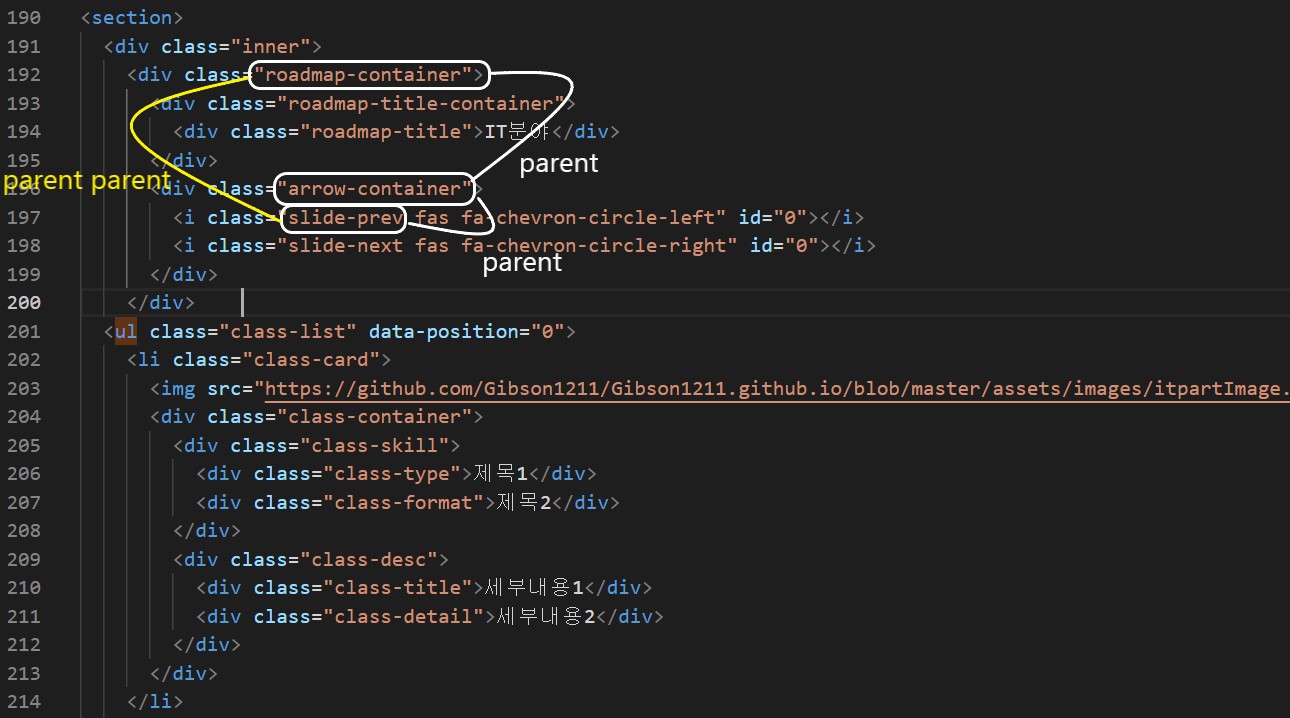 190 <section>
191 <div class="inner">
192 <div class="roadmap-container">
193 <div class="roadmap-title-container">
194 <div class="roadmap-title">IT분야</div>
195 </div>
parent
parent parent
196 <div class="arrow-container">
197 <i class="slide-prev fas fa-chevron-circle-left" id="0"></i>
198 <i class="slide-next fas fa-chevron-circle-right" id="0"></i>
parent
199 </div>
200 </div>
201 <ul class="class-list" data-position="0">
202 <li class="class-card">
203 <img src="https://github.com/Gibson1211/Gibson1211.github.io/blob/master/assets/images/itpartImage.
204 <div class="class-container">
205 <div class="class-skill">
206 <div class="class-type">제목1</div>
207 <div class="class-format">제목2</div>
208 </div>
209 <div class="class-desc">
210 <div class="class-title">세부내용1</div>
211 <div class="class-detail">세부내용2</div>
212 </div>
213 </div>
214 </li>